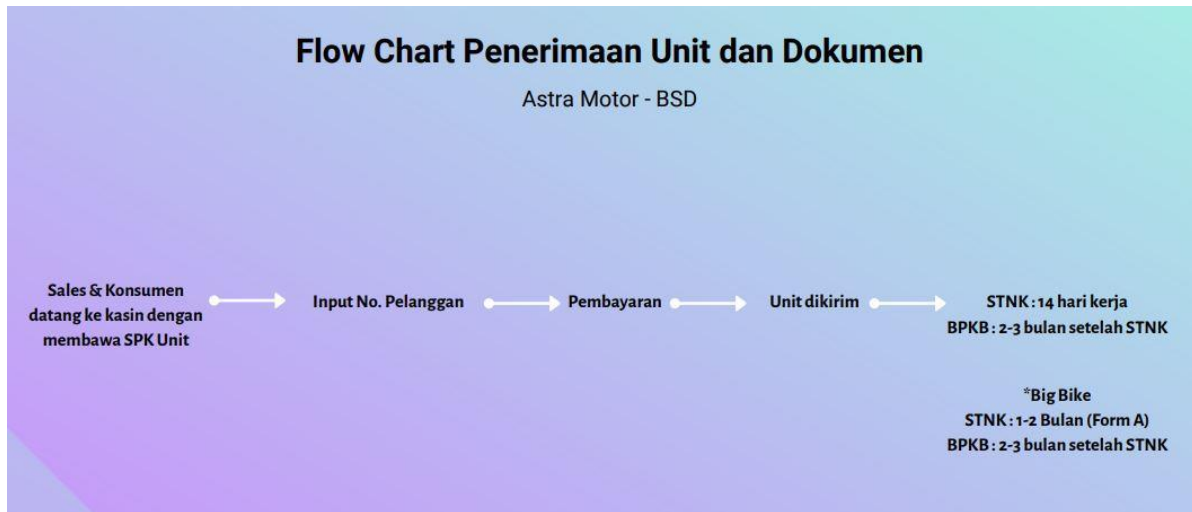 Flow Chart Penerimaan Unit dan Dokumen
Astra Motor - BSD
Sales & Konsumen
datang ke kasin dengan
membawa SPK Unit
Input No. Pelanggan
Pembayaran
Unit dikirim
STNK : 14 hari kerja
BPKB : 2-3 bulan setelah STNK
*Big Bike
STNK : 1-2 Bulan (Form A)
BPKB : 2-3 bulan setelah STNK